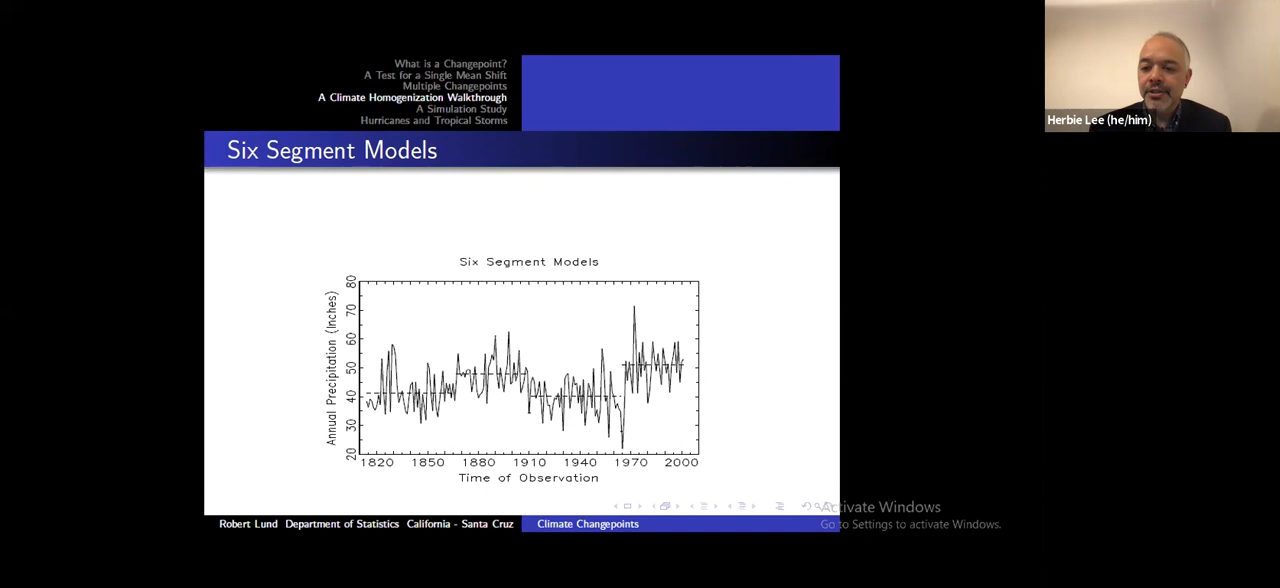 What is a Changepoint?
A Test for a Single Mean Shift
Multiple Changepoints
A Climate Homogenization Walkthrough
A Simulation Study
Hurricanes and Tropical Storms
Herbie Lee (he/him)
Six Segment Models
Six Segment Models
Annual Precipitation (Inches)
80
70
60
50
40
30
20
1820 1850 1880 1910 1940 1970 2000
Time of Observation
Activate Windows
Go to Settings to activate Windows.
Robert Lund Department of Statistics California - Santa Cruz Climate Changepoints